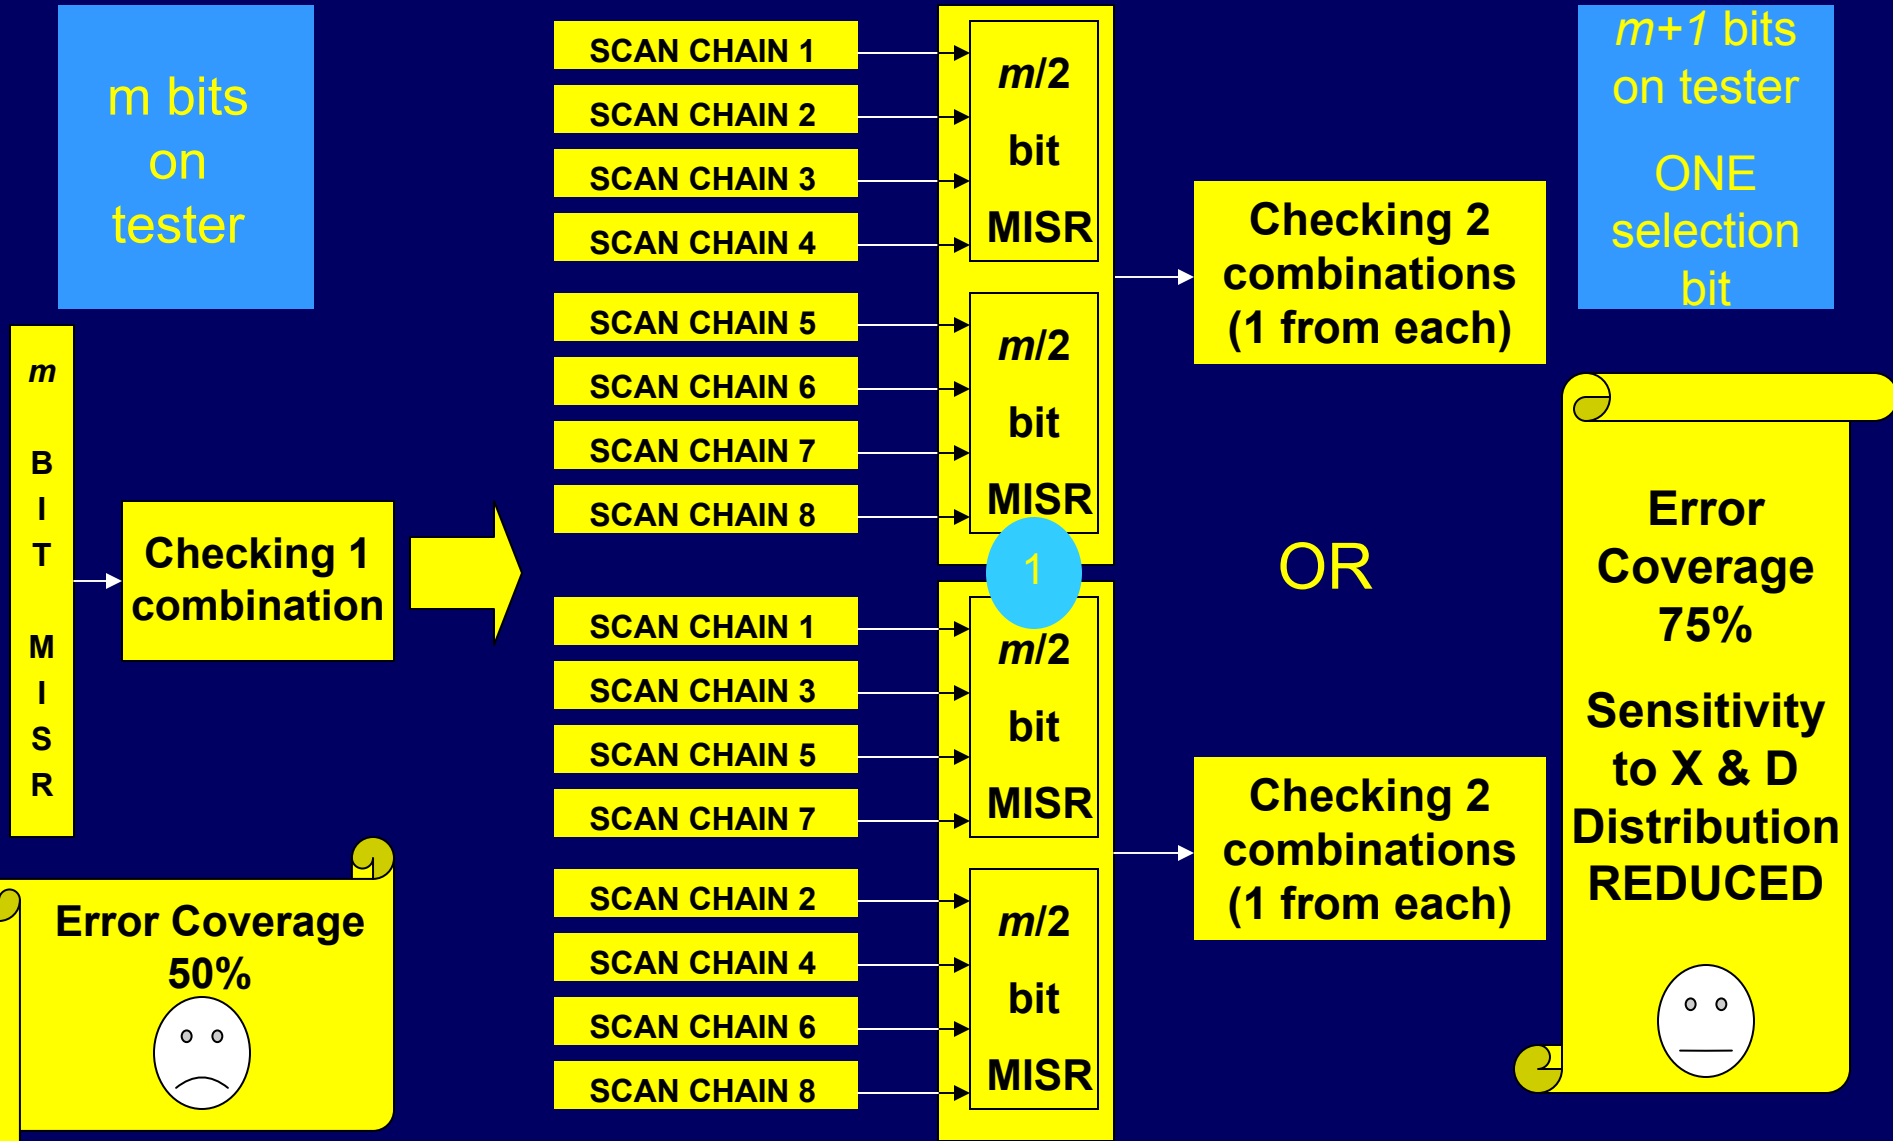 m bits
on
tester
m
B
I
T
M
I
S
R
Checking 1
combination
Error Coverage
50%
SCAN CHAIN 1
SCAN CHAIN 2
SCAN CHAIN 3
SCAN CHAIN 4
m/2
bit
MISR
SCAN CHAIN 5
SCAN CHAIN 6
SCAN CHAIN 7
SCAN CHAIN 8
m/2
bit
MISR
Checking 2
combinations
(1 from each)
1
OR
SCAN CHAIN 1
SCAN CHAIN 3
SCAN CHAIN 5
SCAN CHAIN 7
m/2
bit
MISR
SCAN CHAIN 2
SCAN CHAIN 4
SCAN CHAIN 6
SCAN CHAIN 8
m/2
bit
MISR
Checking 2
combinations
(1 from each)
m+1 bits
on tester
ONE
selection
bit
Error
Coverage
75%
Sensitivity
to X & D
Distribution
REDUCED